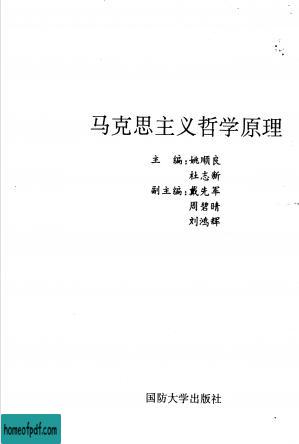 马克思主义哲学原理
主 编:姚顺良
杜志新
副主编:戴先军
周碧晴
刘鸿辉
国防大学出版社
homeofpdf.com